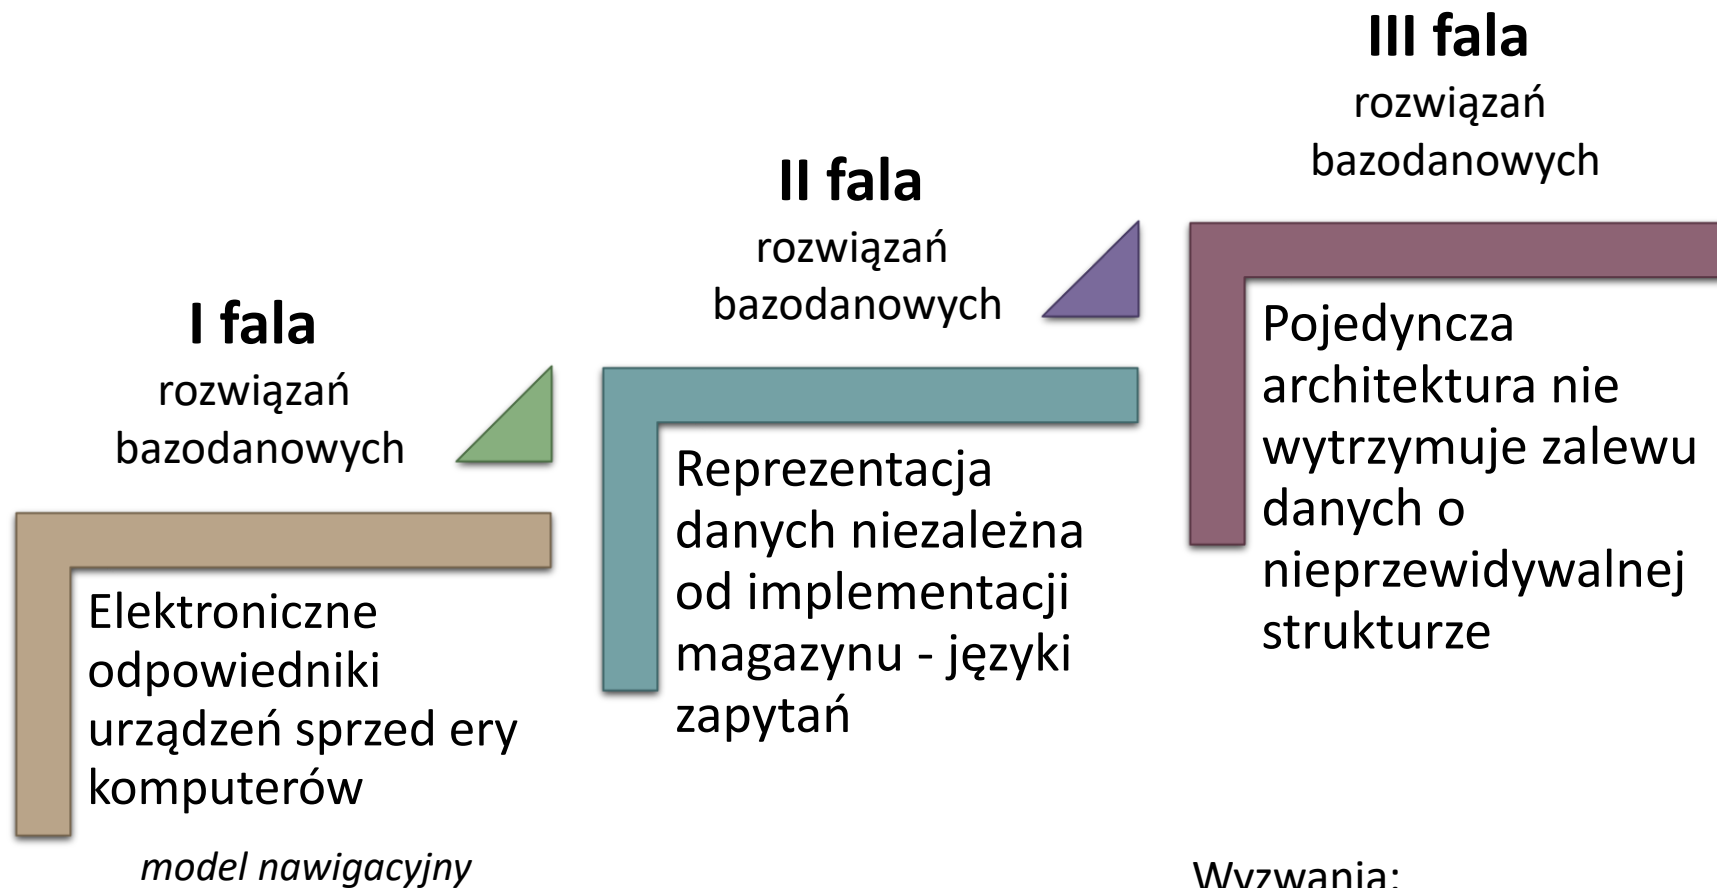 I fala
rozwiązań
bazodanowych
Elektroniczne
odpowiedniki
urządzeń sprzed ery
komputerów
model nawigacyjny
II fala
rozwiązań
bazodanowych
Reprezentacja
danych niezależna
od implementacji
magazynu - języki
zapytań
III fala
rozwiązań
bazodanowych
Pojedyncza
architektura nie
wytrzymuje zalewu
danych o
nieprzewidywalnej
strukturze
Wyzwania: